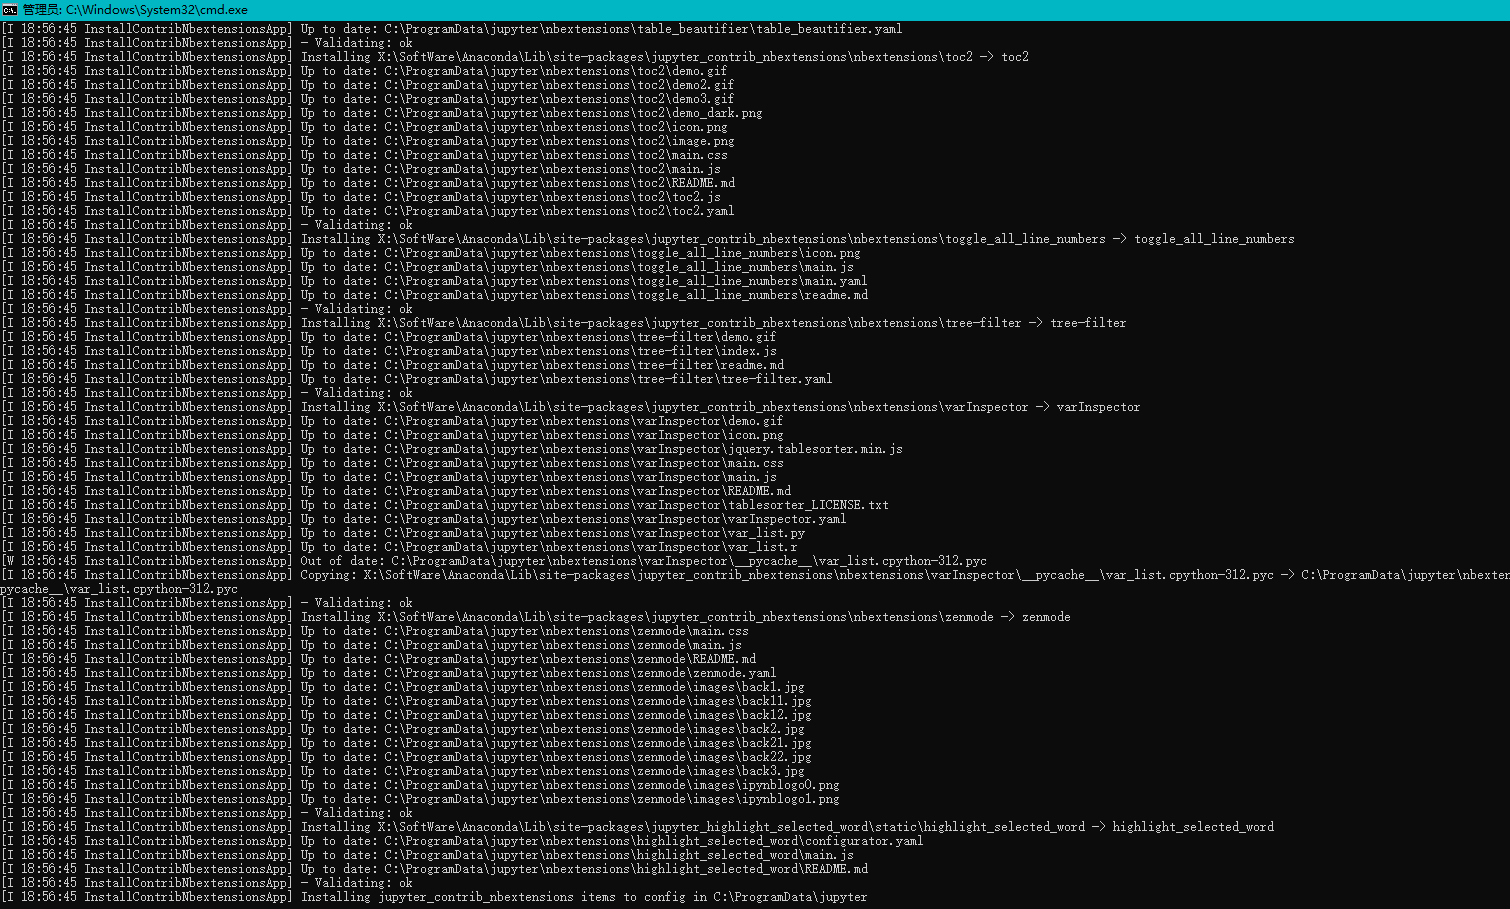 管理员: C:\Windows\System32\cmd.exe
[I 18:56:45 InstallContribNbextensionsApp] Up to date: C:\ProgramData\jupyter\nbextensions\table_beautifier\table_beautifier.yaml
[I 18:56:45 InstallContribNbextensionsApp] - Validating: ok
[I 18:56:45 InstallContribNbextensionsApp] Installing X:\SoftWare\Anaconda\Lib\site-packages\jupyter_contrib_nbextensions\nbextensions\toc2 -> toc2
[I 18:56:45 InstallContribNbextensionsApp] Up to date: C:\ProgramData\jupyter\nbextensions\toc2\demo.gif
[I 18:56:45 InstallContribNbextensionsApp] Up to date: C:\ProgramData\jupyter\nbextensions\toc2\demo2.gif
[I 18:56:45 InstallContribNbextensionsApp] Up to date: C:\ProgramData\jupyter\nbextensions\toc2\demo3.gif
[I 18:56:45 InstallContribNbextensionsApp] Up to date: C:\ProgramData\jupyter\nbextensions\toc2\demo_dark.png
[I 18:56:45 InstallContribNbextensionsApp] Up to date: C:\ProgramData\jupyter\nbextensions\toc2\icon.png
[I 18:56:45 InstallContribNbextensionsApp] Up to date: C:\ProgramData\jupyter\nbextensions\toc2\image.png
[I 18:56:45 InstallContribNbextensionsApp] Up to date: C:\ProgramData\jupyter\nbextensions\toc2\main.css
[I 18:56:45 InstallContribNbextensionsApp] Up to date: C:\ProgramData\jupyter\nbextensions\toc2\main.js
[I 18:56:45 InstallContribNbextensionsApp] Up to date: C:\ProgramData\jupyter\nbextensions\toc2\README.md
[I 18:56:45 InstallContribNbextensionsApp] Up to date: C:\ProgramData\jupyter\nbextensions\toc2\toc2.js
[I 18:56:45 InstallContribNbextensionsApp] Up to date: C:\ProgramData\jupyter\nbextensions\toc2\toc2.yaml
[I 18:56:45 InstallContribNbextensionsApp] - Validating: ok
[I 18:56:45 InstallContribNbextensionsApp] Installing X:\SoftWare\Anaconda\Lib\site-packages\jupyter_contrib_nbextensions\nbextensions\toggle_all_line_numbers -> toggle_all_line_numbers
[I 18:56:45 InstallContribNbextensionsApp] Up to date: C:\ProgramData\jupyter\nbextensions\toggle_all_line_numbers\icon.png
[I 18:56:45 InstallContribNbextensionsApp] Up to date: C:\ProgramData\jupyter\nbextensions\toggle_all_line_numbers\main.js
[I 18:56:45 InstallContribNbextensionsApp] Up to date: C:\ProgramData\jupyter\nbextensions\toggle_all_line_numbers\main.yaml
[I 18:56:45 InstallContribNbextensionsApp] Up to date: C:\ProgramData\jupyter\nbextensions\toggle_all_line_numbers\readme.md
[I 18:56:45 InstallContribNbextensionsApp] - Validating: ok
[I 18:56:45 InstallContribNbextensionsApp] Installing X:\SoftWare\Anaconda\Lib\site-packages\jupyter_contrib_nbextensions\nbextensions\tree-filter -> tree-filter
[I 18:56:45 InstallContribNbextensionsApp] Up to date: C:\ProgramData\jupyter\nbextensions\tree-filter\demo.gif
[I 18:56:45 InstallContribNbextensionsApp] Up to date: C:\ProgramData\jupyter\nbextensions\tree-filter\index.js
[I 18:56:45 InstallContribNbextensionsApp] Up to date: C:\ProgramData\jupyter\nbextensions\tree-filter\readme.md
[I 18:56:45 InstallContribNbextensionsApp] Up to date: C:\ProgramData\jupyter\nbextensions\tree-filter\tree-filter.yaml
[I 18:56:45 InstallContribNbextensionsApp] - Validating: ok
[I 18:56:45 InstallContribNbextensionsApp] Installing X:\SoftWare\Anaconda\Lib\site-packages\jupyter_contrib_nbextensions\nbextensions\varInspector -> varInspector
[I 18:56:45 InstallContribNbextensionsApp] Up to date: C:\ProgramData\jupyter\nbextensions\varInspector\demo.gif
[I 18:56:45 InstallContribNbextensionsApp] Up to date: C:\ProgramData\jupyter\nbextensions\varInspector\icon.png
[I 18:56:45 InstallContribNbextensionsApp] Up to date: C:\ProgramData\jupyter\nbextensions\varInspector\jquery.tablesorter.min.js
[I 18:56:45 InstallContribNbextensionsApp] Up to date: C:\ProgramData\jupyter\nbextensions\varInspector\main.css
[I 18:56:45 InstallContribNbextensionsApp] Up to date: C:\ProgramData\jupyter\nbextensions\varInspector\main.js
[I 18:56:45 InstallContribNbextensionsApp] Up to date: C:\ProgramData\jupyter\nbextensions\varInspector\README.md
[I 18:56:45 InstallContribNbextensionsApp] Up to date: C:\ProgramData\jupyter\nbextensions\varInspector\tablesorter_LICENSE.txt
[I 18:56:45 InstallContribNbextensionsApp] Up to date: C:\ProgramData\jupyter\nbextensions\varInspector\varInspector.yaml
[I 18:56:45 InstallContribNbextensionsApp] Up to date: C:\ProgramData\jupyter\nbextensions\varInspector\var_list.py
[I 18:56:45 InstallContribNbextensionsApp] Up to date: C:\ProgramData\jupyter\nbextensions\varInspector\var_list.r
[W 18:56:45 InstallContribNbextensionsApp] Out of date: C:\ProgramData\jupyter\nbextensions\varInspector\__pycache__\var_list.cpython-312.pyc
[I 18:56:45 InstallContribNbextensionsApp] Copying: X:\SoftWare\Anaconda\Lib\site-packages\jupyter_contrib_nbextensions\nbextensions\varInspector\__pycache__\var_list.cpython-312.pyc -> C:\ProgramData\jupyter\nbexten
pycache__\var_list.cpython-312.pyc
[I 18:56:45 InstallContribNbextensionsApp] - Validating: ok
[I 18:56:45 InstallContribNbextensionsApp] Installing X:\SoftWare\Anaconda\Lib\site-packages\jupyter_contrib_nbextensions\nbextensions\zenmode -> zenmode
[I 18:56:45 InstallContribNbextensionsApp] Up to date: C:\ProgramData\jupyter\nbextensions\zenmode\main.css
[I 18:56:45 InstallContribNbextensionsApp] Up to date: C:\ProgramData\jupyter\nbextensions\zenmode\main.js
[I 18:56:45 InstallContribNbextensionsApp] Up to date: C:\ProgramData\jupyter\nbextensions\zenmode\README.md
[I 18:56:45 InstallContribNbextensionsApp] Up to date: C:\ProgramData\jupyter\nbextensions\zenmode\zenmode.yaml
[I 18:56:45 InstallContribNbextensionsApp] Up to date: C:\ProgramData\jupyter\nbextensions\zenmode\images\back1.jpg
[I 18:56:45 InstallContribNbextensionsApp] Up to date: C:\ProgramData\jupyter\nbextensions\zenmode\images\back11.jpg
[I 18:56:45 InstallContribNbextensionsApp] Up to date: C:\ProgramData\jupyter\nbextensions\zenmode\images\back12.jpg
[I 18:56:45 InstallContribNbextensionsApp] Up to date: C:\ProgramData\jupyter\nbextensions\zenmode\images\back2.jpg
[I 18:56:45 InstallContribNbextensionsApp] Up to date: C:\ProgramData\jupyter\nbextensions\zenmode\images\back21.jpg
[I 18:56:45 InstallContribNbextensionsApp] Up to date: C:\ProgramData\jupyter\nbextensions\zenmode\images\back22.jpg
[I 18:56:45 InstallContribNbextensionsApp] Up to date: C:\ProgramData\jupyter\nbextensions\zenmode\images\back3.jpg
[I 18:56:45 InstallContribNbextensionsApp] Up to date: C:\ProgramData\jupyter\nbextensions\zenmode\images\ipynblogo0.png
[I 18:56:45 InstallContribNbextensionsApp] Up to date: C:\ProgramData\jupyter\nbextensions\zenmode\images\ipynblogo1.png
[I 18:56:45 InstallContribNbextensionsApp] - Validating: ok
[I 18:56:45 InstallContribNbextensionsApp] Installing X:\SoftWare\Anaconda\Lib\site-packages\jupyter_highlight_selected_word\static\highlight_selected_word -> highlight_selected_word
[I 18:56:45 InstallContribNbextensionsApp] Up to date: C:\ProgramData\jupyter\nbextensions\highlight_selected_word\configurator.yaml
[I 18:56:45 InstallContribNbextensionsApp] Up to date: C:\ProgramData\jupyter\nbextensions\highlight_selected_word\main.js
[I 18:56:45 InstallContribNbextensionsApp] Up to date: C:\ProgramData\jupyter\nbextensions\highlight_selected_word\README.md
[I 18:56:45 InstallContribNbextensionsApp] - Validating: ok
[I 18:56:45 InstallContribNbextensionsApp] Installing jupyter_contrib_nbextensions items to config in C:\ProgramData\jupyter